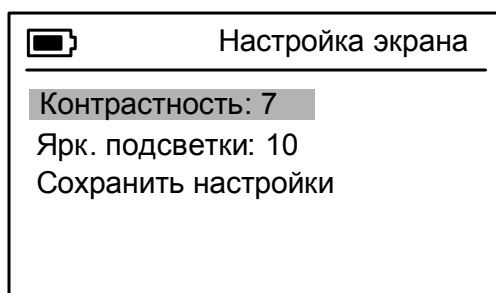 Настройка экрана
Контрастность: 7
Ярк. подсветки: 10
Сохранить настройки